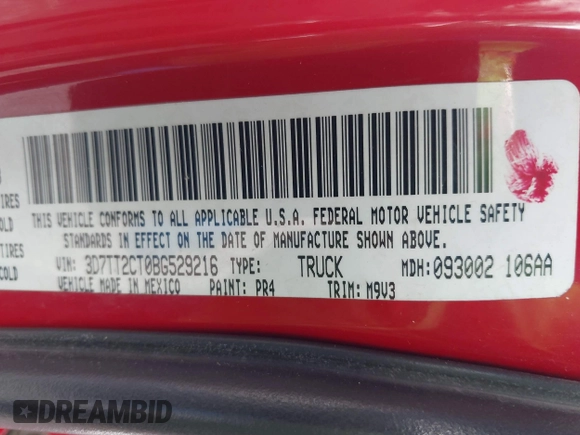 TIRES
COLD
TIRES
COLD
THIS VEHICLE CONFORMS TO ALL APPLICABLE U.S.A. FEDERAL MOTOR VEHICLE SAFETY
STANDARDS IN EFFECT ON THE DATE OF MANUFACTURE SHOWN ABOVE.
VIN: 3D7TT2CT0BG529216 TYPE: TRUCK MDH: 093002 106AA
VEHICLE MADE IN MEXICO PAINT: PR4 TRIM: M9V3
DREAMBID